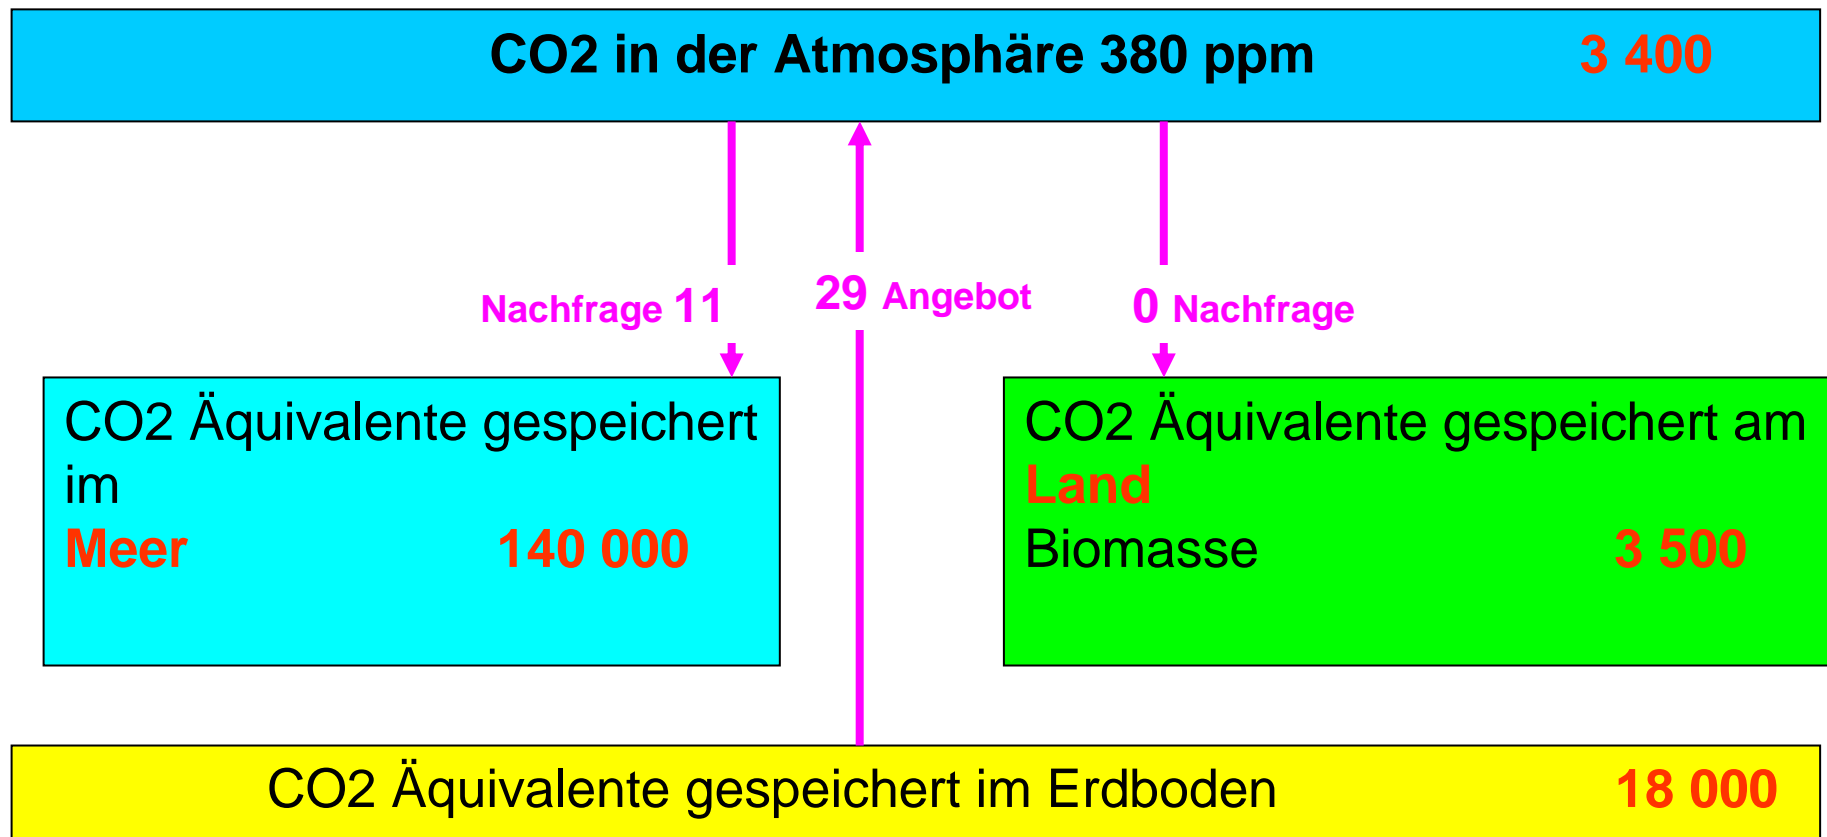 CO2 in der Atmosphäre 380 ppm 3 400
Nachfrage 11
29 Angebot
0 Nachfrage
CO2 Äquivalente gespeichert
im
Meer 140 000
CO2 Äquivalente gespeichert am
Land
Biomasse 3 500
CO2 Äquivalente gespeichert im Erdboden 18 000